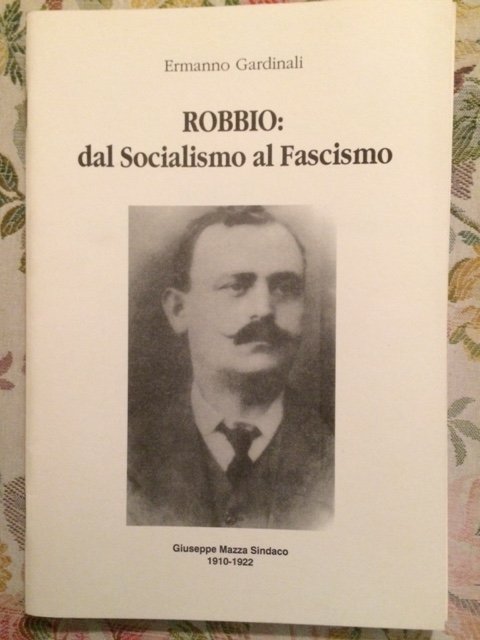 Ermanno Gardinali
ROBBIO:
dal Socialismo al Fascismo
Giuseppe Mazza Sindaco
1910-1922